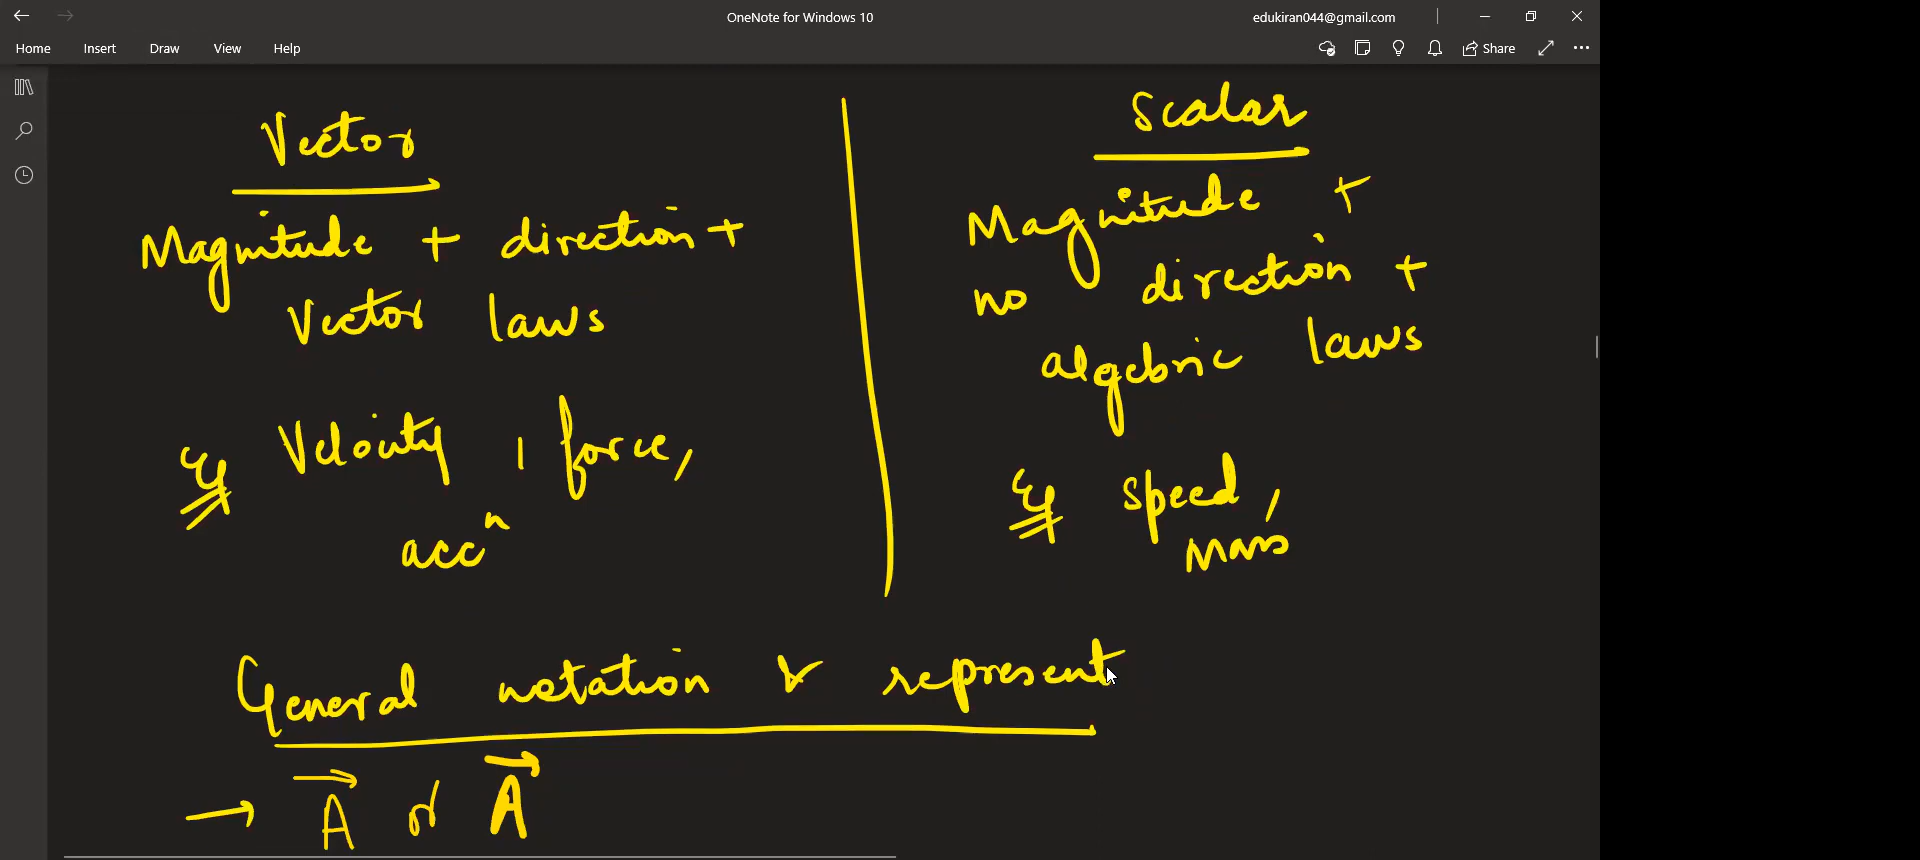 OneNote for Windows 10
edukiran044@gmail.com
Home Insert Draw View Help
Share
Vector
Magnitude + direction +
Vector laws
Eg Velocity, force,
accⁿ
Scalar
Magnitude +
no direction +
algebric laws
Eg speed,
Mass
General notation & represent
→ A⃗ or A⃗